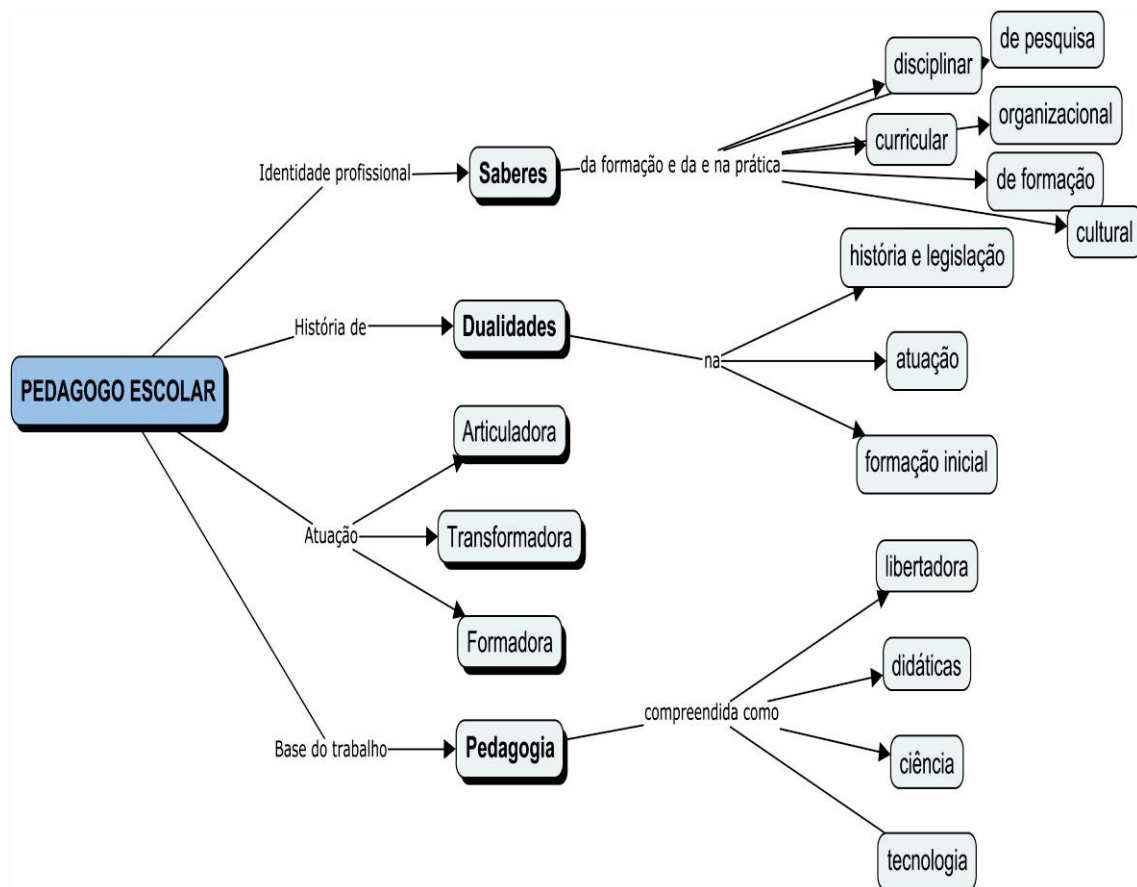 PEDAGOGO ESCOLAR
Identidade profissional
Saberes
da formação e da e na prática
disciplinar
de pesquisa
curricular
organizacional
de formação
cultural
História de
Dualidades
na
história e legislação
atuação
formação inicial
Atuação
Articuladora
Transformadora
Formadora
Base do trabalho
Pedagogia
compreendida como
libertadora
didáticas
ciência
tecnologia